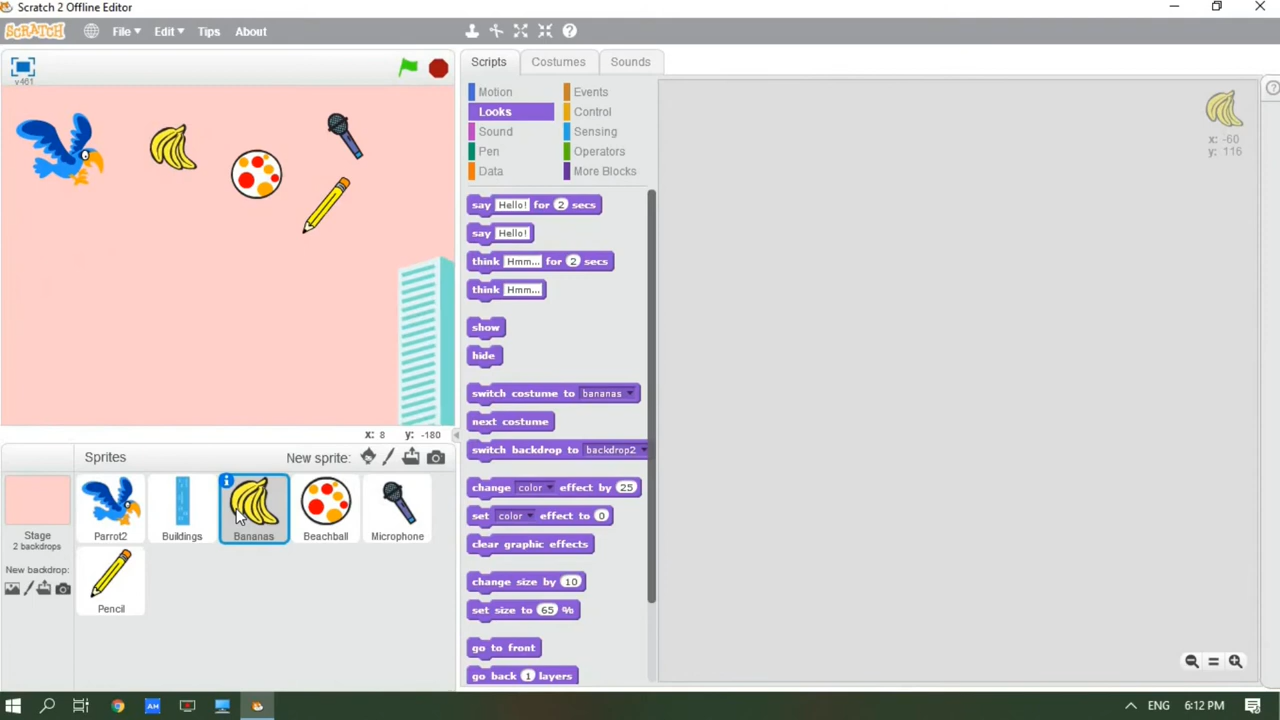 Scratch 2 Offline Editor
SCRATCH File Edit Tips About
v461
Scripts Costumes Sounds
Motion Events
Looks Control
Sound Sensing
Pen Operators
Data More Blocks
x: -60
y: 116
say Hello! for 2 secs
say Hello!
think Hmm... for 2 secs
think Hmm...
show
hide
switch costume to bananas
next costume
switch backdrop to backdrop2
change color effect by 25
set color effect to 0
clear graphic effects
change size by 10
set size to 65 %
go to front
go back 1 layers
x: 8 y: -180
Sprites New sprite:
Stage
2 backdrops
New backdrop:
Parrot2 Buildings Bananas Beachball Microphone
Pencil
AM
ENG 6:12 PM